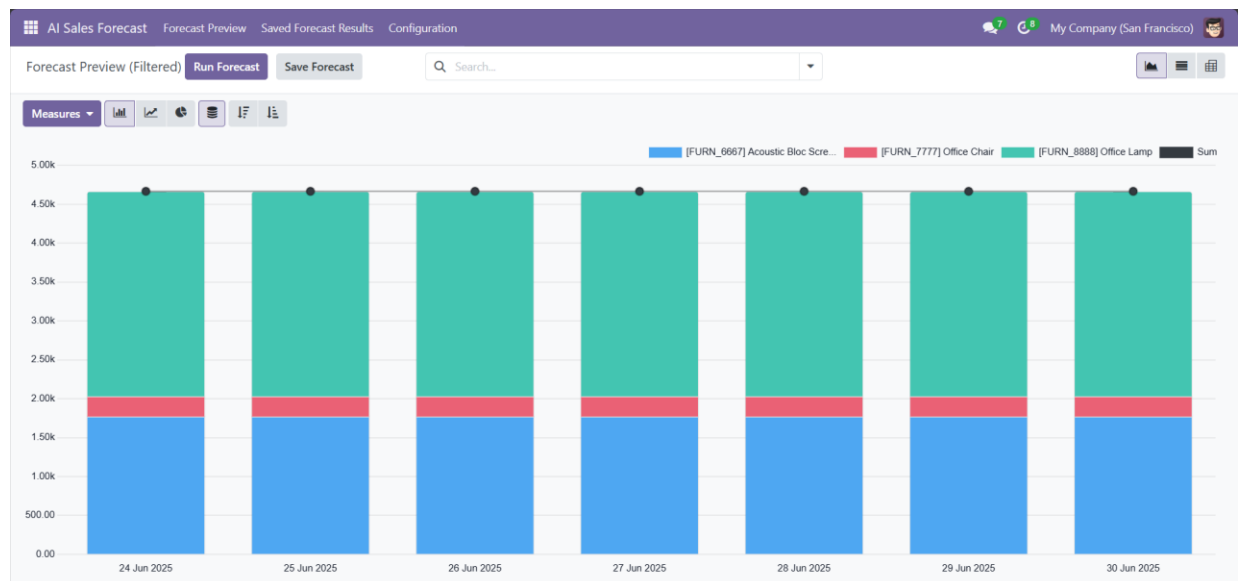 AI Sales Forecast Forecast Preview Saved Forecast Results Configuration 7 8 My Company (San Francisco)
Forecast Preview (Filtered) Run Forecast Save Forecast Search...
Measures
[FURN_6667] Acoustic Bloc Scre... [FURN_7777] Office Chair [FURN_8888] Office Lamp Sum
5.00k
4.50k
4.00k
3.50k
3.00k
2.50k
2.00k
1.50k
1.00k
500.00
0.00
24 Jun 2025 25 Jun 2025 26 Jun 2025 27 Jun 2025 28 Jun 2025 29 Jun 2025 30 Jun 2025